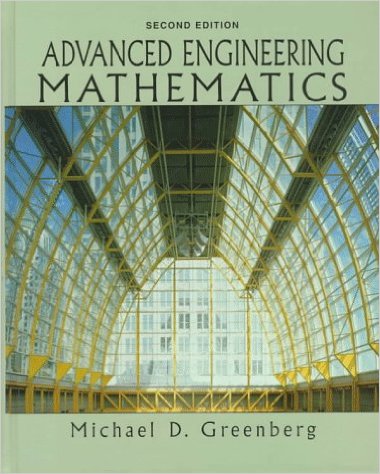 SECOND EDITION
ADVANCED ENGINEERING
MATHEMATICS
Michael D. Greenberg